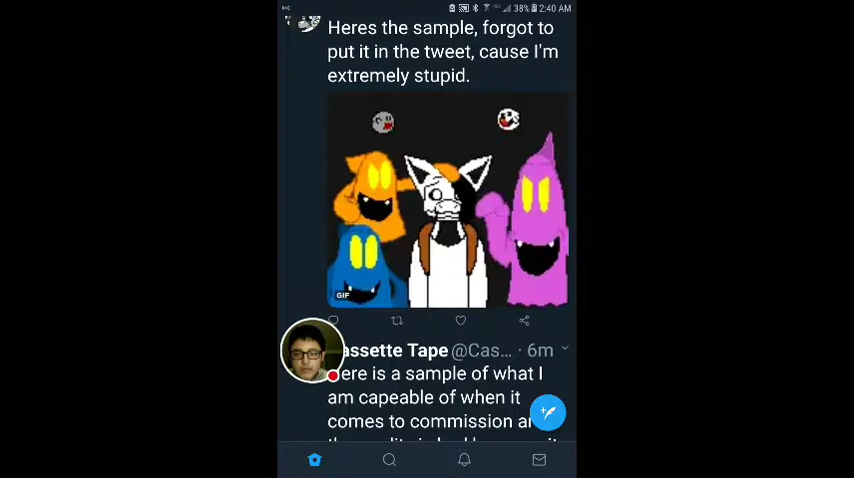 38% 2:40 AM
Heres the sample, forgot to
put it in the tweet, cause I'm
extremely stupid.
GIF
assette Tape @Cas... · 6m
ere is a sample of what I
am capeable of when it
comes to commission